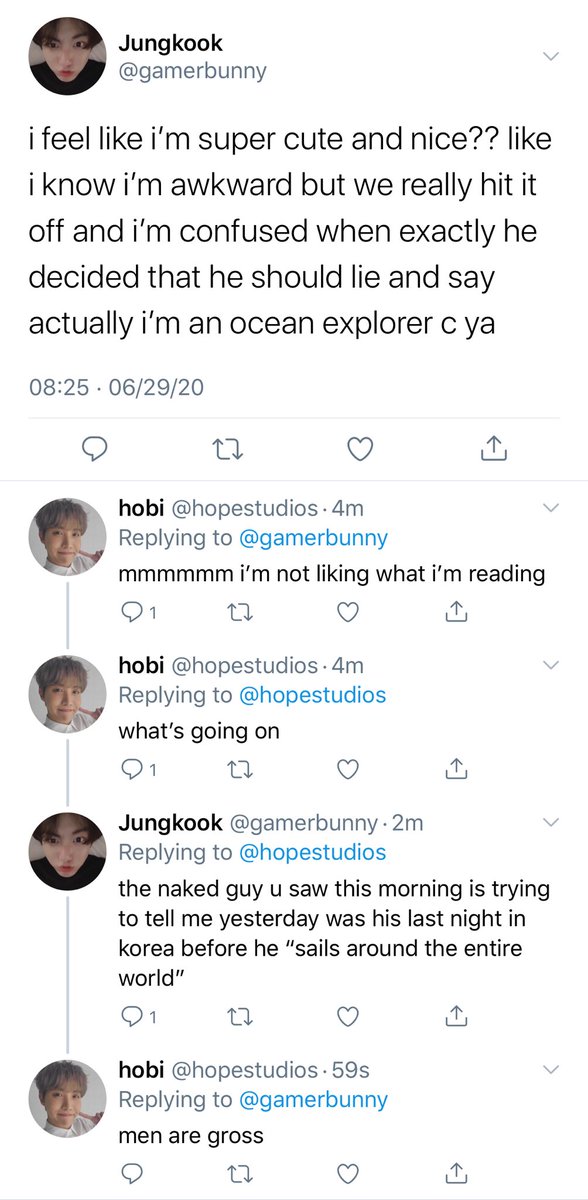 Jungkook
@gamerbunny
i feel like i’m super cute and nice?? like
i know i’m awkward but we really hit it
off and i’m confused when exactly he
decided that he should lie and say
actually i’m an ocean explorer c ya
08:25 · 06/29/20
hobi @hopestudios · 4m
Replying to @gamerbunny
mmmmmm i’m not liking what i’m reading
1
hobi @hopestudios · 4m
Replying to @hopestudios
what’s going on
1
Jungkook @gamerbunny · 2m
Replying to @hopestudios
the naked guy u saw this morning is trying
to tell me yesterday was his last night in
korea before he “sails around the entire
world”
1
hobi @hopestudios · 59s
Replying to @gamerbunny
men are gross